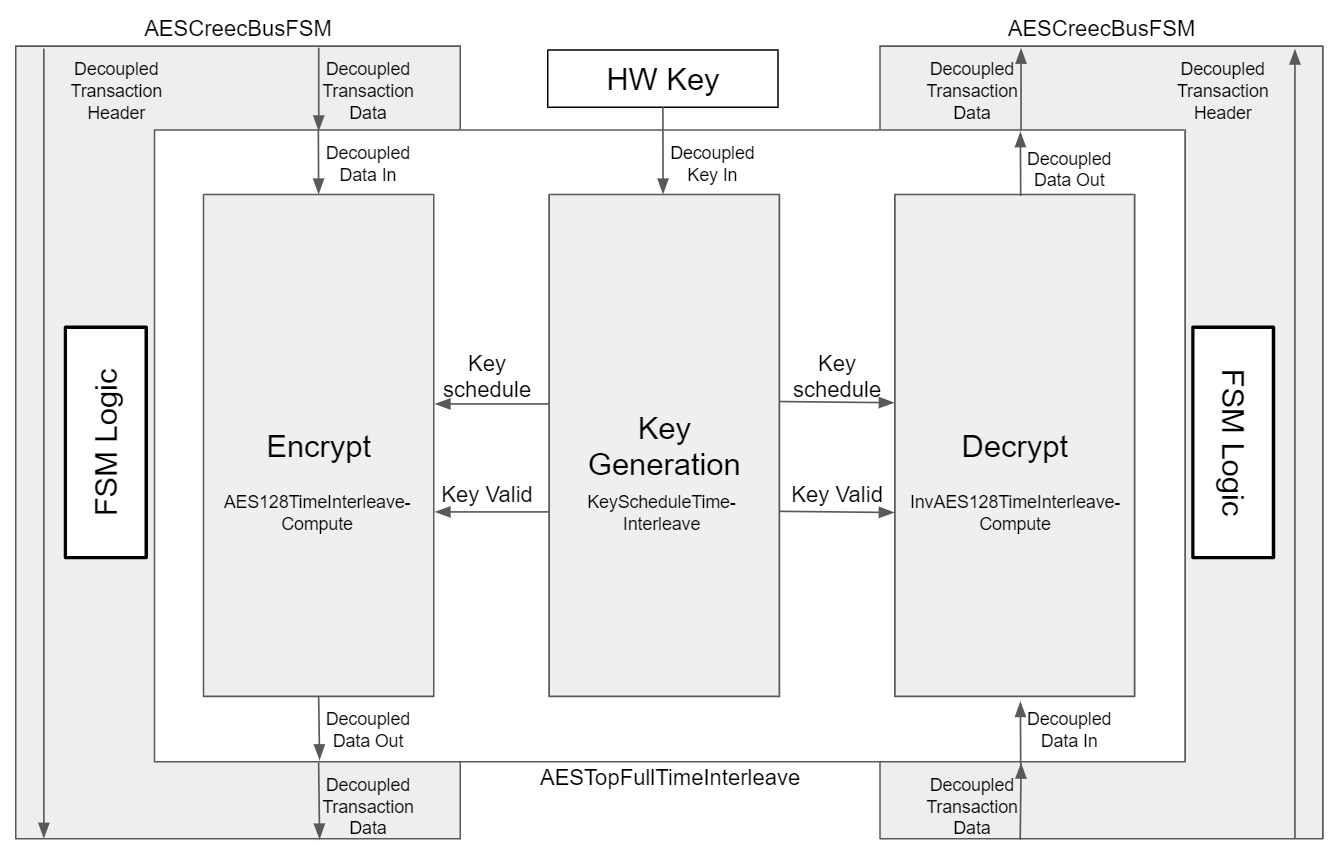 AESCreecBusFSM
AESCreecBusFSM
Decoupled
Transaction
Header
Decoupled
Transaction
Data
HW Key
Decoupled
Transaction
Data
Decoupled
Transaction
Header
Decoupled
Data In
Decoupled
Key In
Decoupled
Data Out
FSM Logic
Encrypt
AES128TimeInterleave-
Compute
Key
schedule
Key Valid
Key
Generation
KeyScheduleTime-
Interleave
Key
schedule
Key Valid
Decrypt
InvAES128TimeInterleave-
Compute
FSM Logic
Decoupled
Data Out
Decoupled
Data In
Decoupled
Transaction
Data
AESTopFullTimeInterleave
Decoupled
Transaction
Data